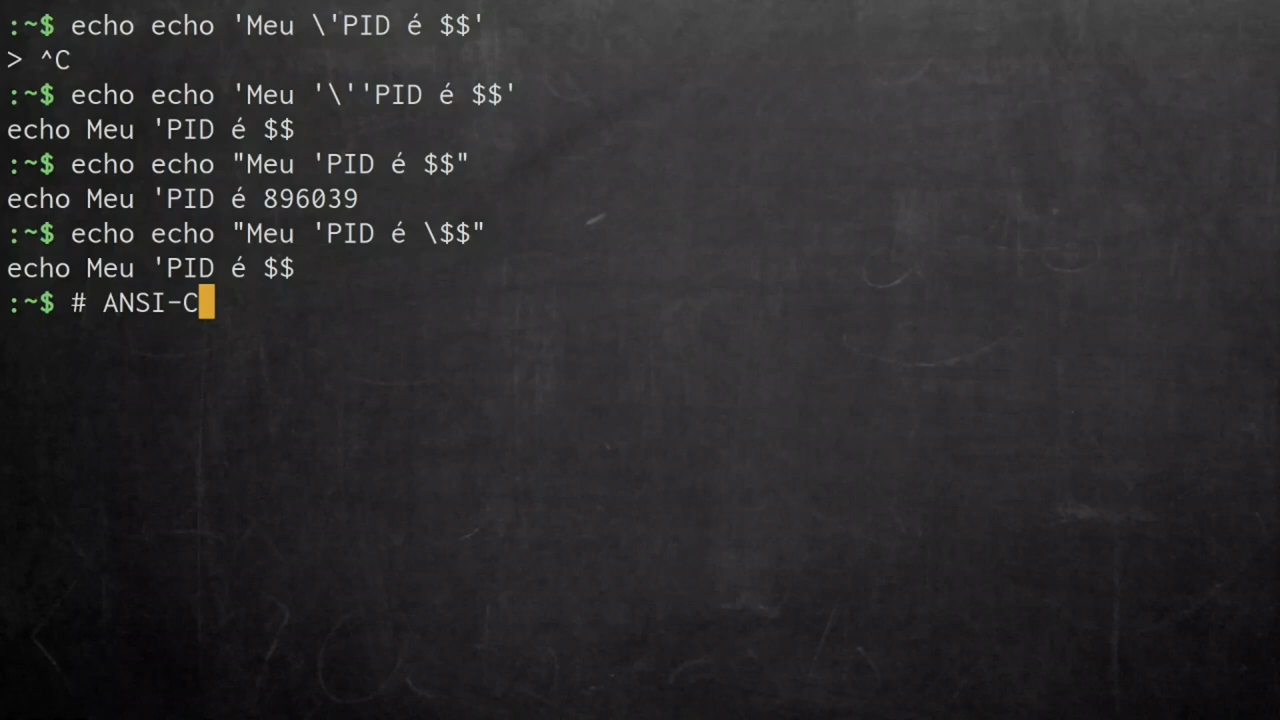 :~$ echo echo 'Meu \'PID é $$'
> ^C
:~$ echo echo 'Meu '\''PID é $$'
echo Meu 'PID é $$
:~$ echo echo "Meu 'PID é $$"
echo Meu 'PID é 896039
:~$ echo echo "Meu 'PID é \$$"
echo Meu 'PID é $$
:~$ # ANSI-C